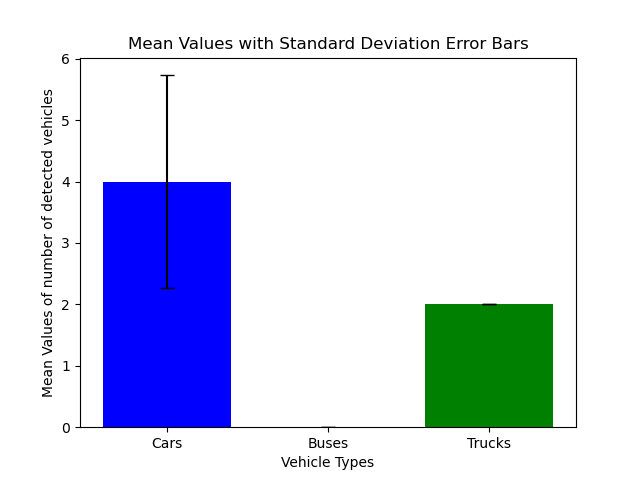 Mean Values with Standard Deviation Error Bars
6
5
4
3
2
1
0
Mean Values of number of detected vehicles
Cars
Buses
Trucks
Vehicle Types